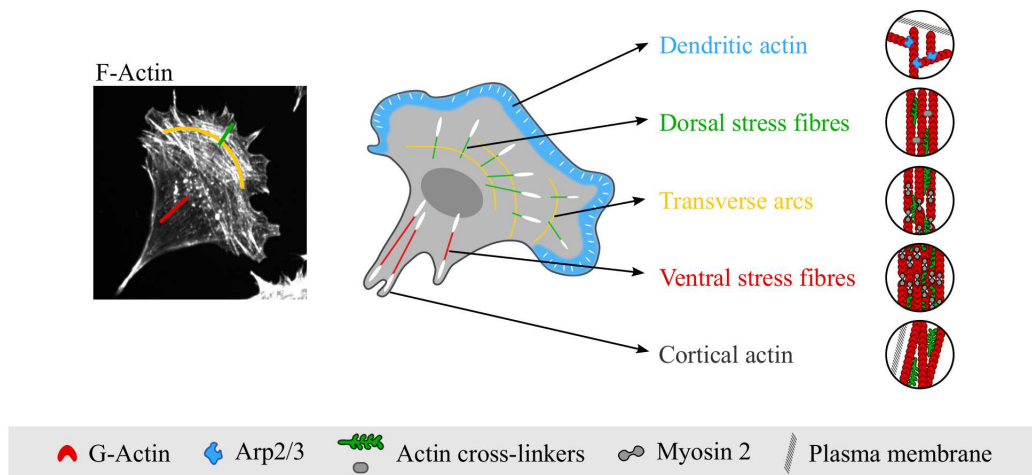 F-Actin
Dendritic actin
Dorsal stress fibres
Transverse arcs
Ventral stress fibres
Cortical actin
G-Actin Arp2/3 Actin cross-linkers Myosin 2 Plasma membrane